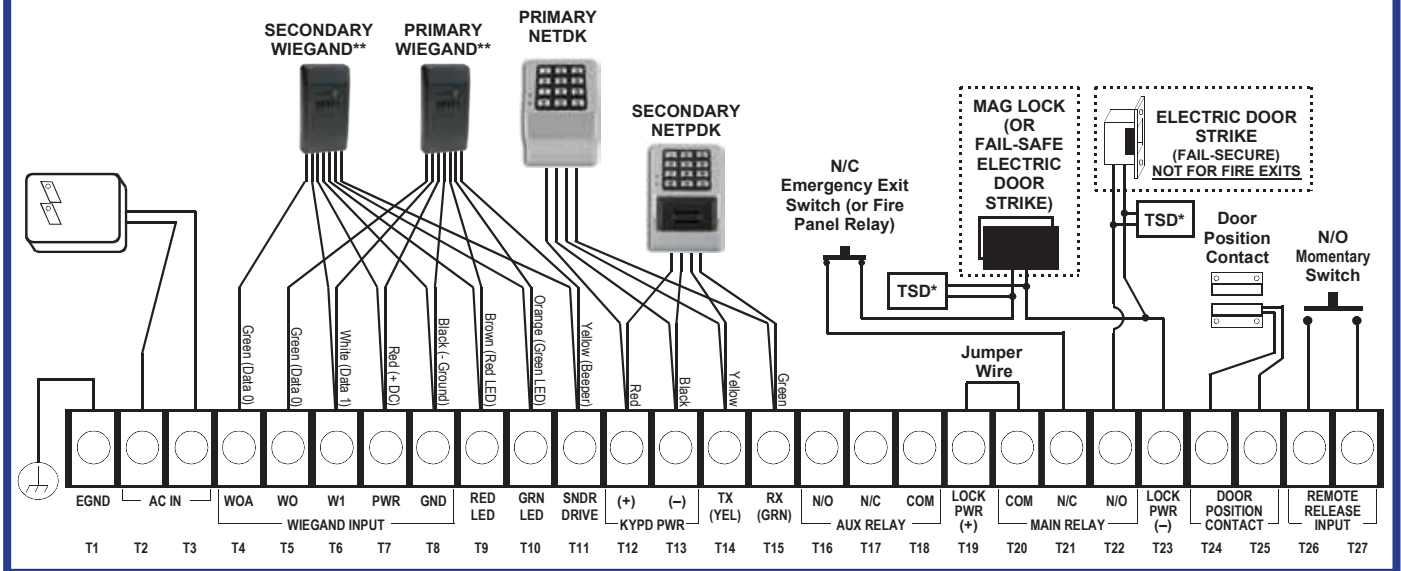 SECONDARY
WIEGAND**
PRIMARY
WIEGAND**
PRIMARY
NETDK
SECONDARY
NETPDK
N/C
Emergency Exit
Switch (or Fire
Panel Relay)
MAG LOCK
(OR
FAIL-SAFE
ELECTRIC
DOOR
STRIKE)
TSD*
ELECTRIC DOOR
STRIKE
(FAIL-SECURE)
NOT FOR FIRE EXITS
TSD*
Door
Position
Contact
N/O
Momentary
Switch
Jumper
Wire
Green (Data 0)
Green (Data 0)
White (Data 1)
Red (+ DC)
Black (- Ground)
Brown (Red LED)
Orange (Green LED)
Yellow (Beeper)
Red
Black
Yellow
Green
EGND
AC IN
WOA
WO
W1
PWR
GND
WIEGAND INPUT
RED
LED
GRN
LED
SNDR
DRIVE
(+)
(–)
KYPD PWR
TX
(YEL)
RX
(GRN)
N/O
N/C
COM
AUX RELAY
LOCK
PWR
(+)
COM
N/C
N/O
MAIN RELAY
LOCK
PWR
(–)
DOOR
POSITION
CONTACT
REMOTE
RELEASE
INPUT
T1 T2 T3 T4 T5 T6 T7 T8 T9 T10 T11 T12 T13 T14 T15 T16 T17 T18 T19 T20 T21 T22 T23 T24 T25 T26 T27